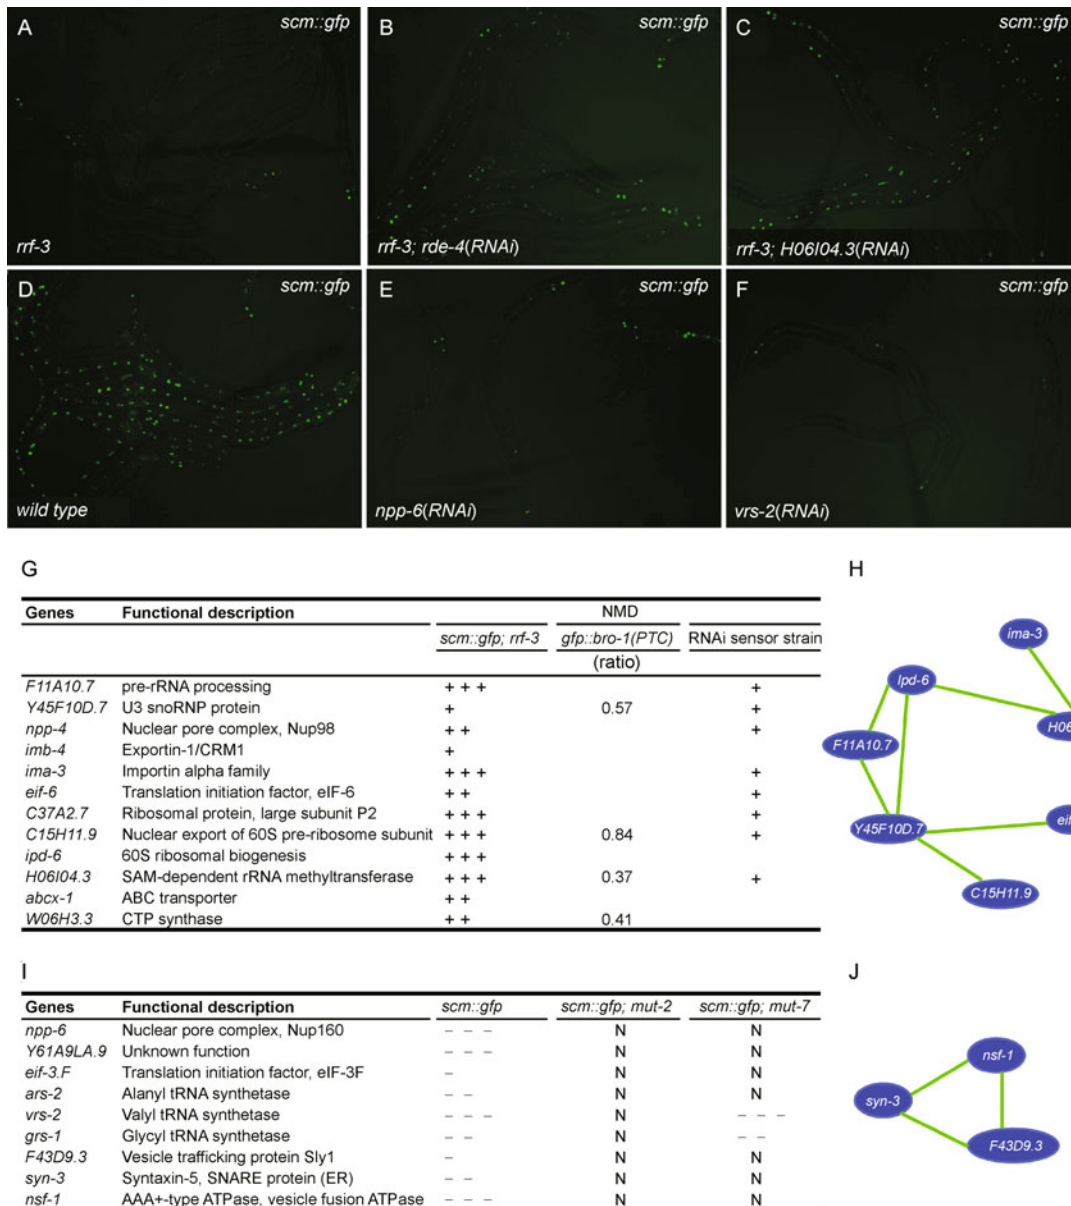 A scm::gfp
rrf-3
B scm::gfp
rrf-3; rde-4(RNAi)
C scm::gfp
rrf-3; H06I04.3(RNAi)
D scm::gfp
wild type
E scm::gfp
npp-6(RNAi)
F scm::gfp
vrs-2(RNAi)
G
Genes Functional description NMD
scm::gfp; rrf-3 gfp::bro-1(PTC) RNAi sensor strain
(ratio)
F11A10.7 pre-rRNA processing + + + +
Y45F10D.7 U3 snoRNP protein + 0.57 +
npp-4 Nuclear pore complex, Nup98 + + +
imb-4 Exportin-1/CRM1 +
ima-3 Importin alpha family + + + +
eif-6 Translation initiation factor, eIF-6 + + +
C37A2.7 Ribosomal protein, large subunit P2 + + + +
C15H11.9 Nuclear export of 60S pre-ribosome subunit + + + 0.84 +
ipd-6 60S ribosomal biogenesis + + +
H06I04.3 SAM-dependent rRNA methyltransferase + + + 0.37 +
abcx-1 ABC transporter + +
W06H3.3 CTP synthase + + 0.41
H
ima-3
lpd-6
H06
F11A10.7
Y45F10D.7
eif
C15H11.9
I
Genes Functional description scm::gfp scm::gfp; mut-2 scm::gfp; mut-7
npp-6 Nuclear pore complex, Nup160 – – – N N
Y61A9LA.9 Unknown function – – – N N
eif-3.F Translation initiation factor, eIF-3F – N N
ars-2 Alanyl tRNA synthetase – – N N
vrs-2 Valyl tRNA synthetase – – – N – – –
grs-1 Glycyl tRNA synthetase – – N – –
F43D9.3 Vesicle trafficking protein Sly1 – N N
syn-3 Syntaxin-5, SNARE protein (ER) – – N N
nsf-1 AAA+-type ATPase, vesicle fusion ATPase – – – N N
J
nsf-1
syn-3
F43D9.3